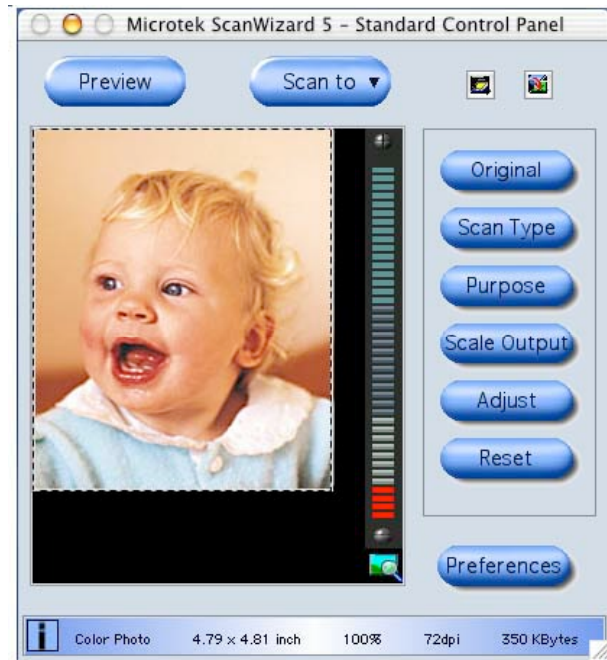 Microtek ScanWizard 5 – Standard Control Panel
Preview
Scan to ▼
Original
Scan Type
Purpose
Scale Output
Adjust
Reset
Preferences
i Color Photo 4.79 x 4.81 inch 100% 72dpi 350 KBytes